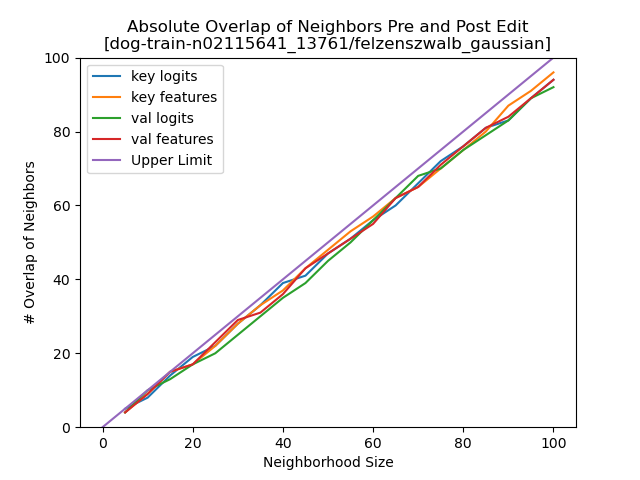 Absolute Overlap of Neighbors Pre and Post Edit
[dog-train-n02115641_13761/felzenszwalb_gaussian]
key logits
key features
val logits
val features
Upper Limit
# Overlap of Neighbors
100
80
60
40
20
0
0 20 40 60 80 100
Neighborhood Size